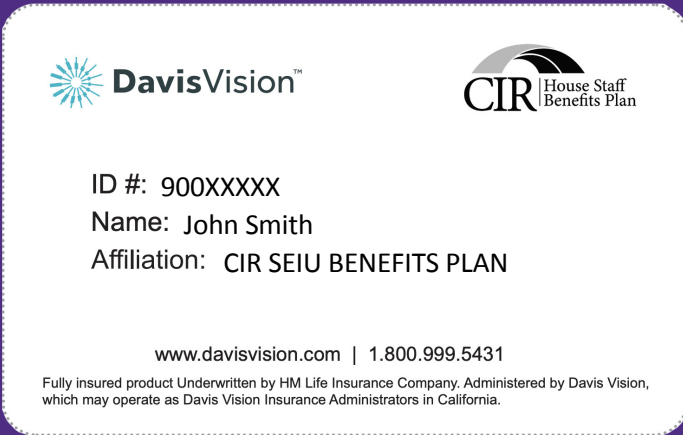 DavisVision™
CIR House Staff
Benefits Plan
ID #: 900XXXXX
Name: John Smith
Affiliation: CIR SEIU BENEFITS PLAN
www.davisvision.com | 1.800.999.5431
Fully insured product Underwritten by HM Life Insurance Company. Administered by Davis Vision,
which may operate as Davis Vision Insurance Administrators in California.